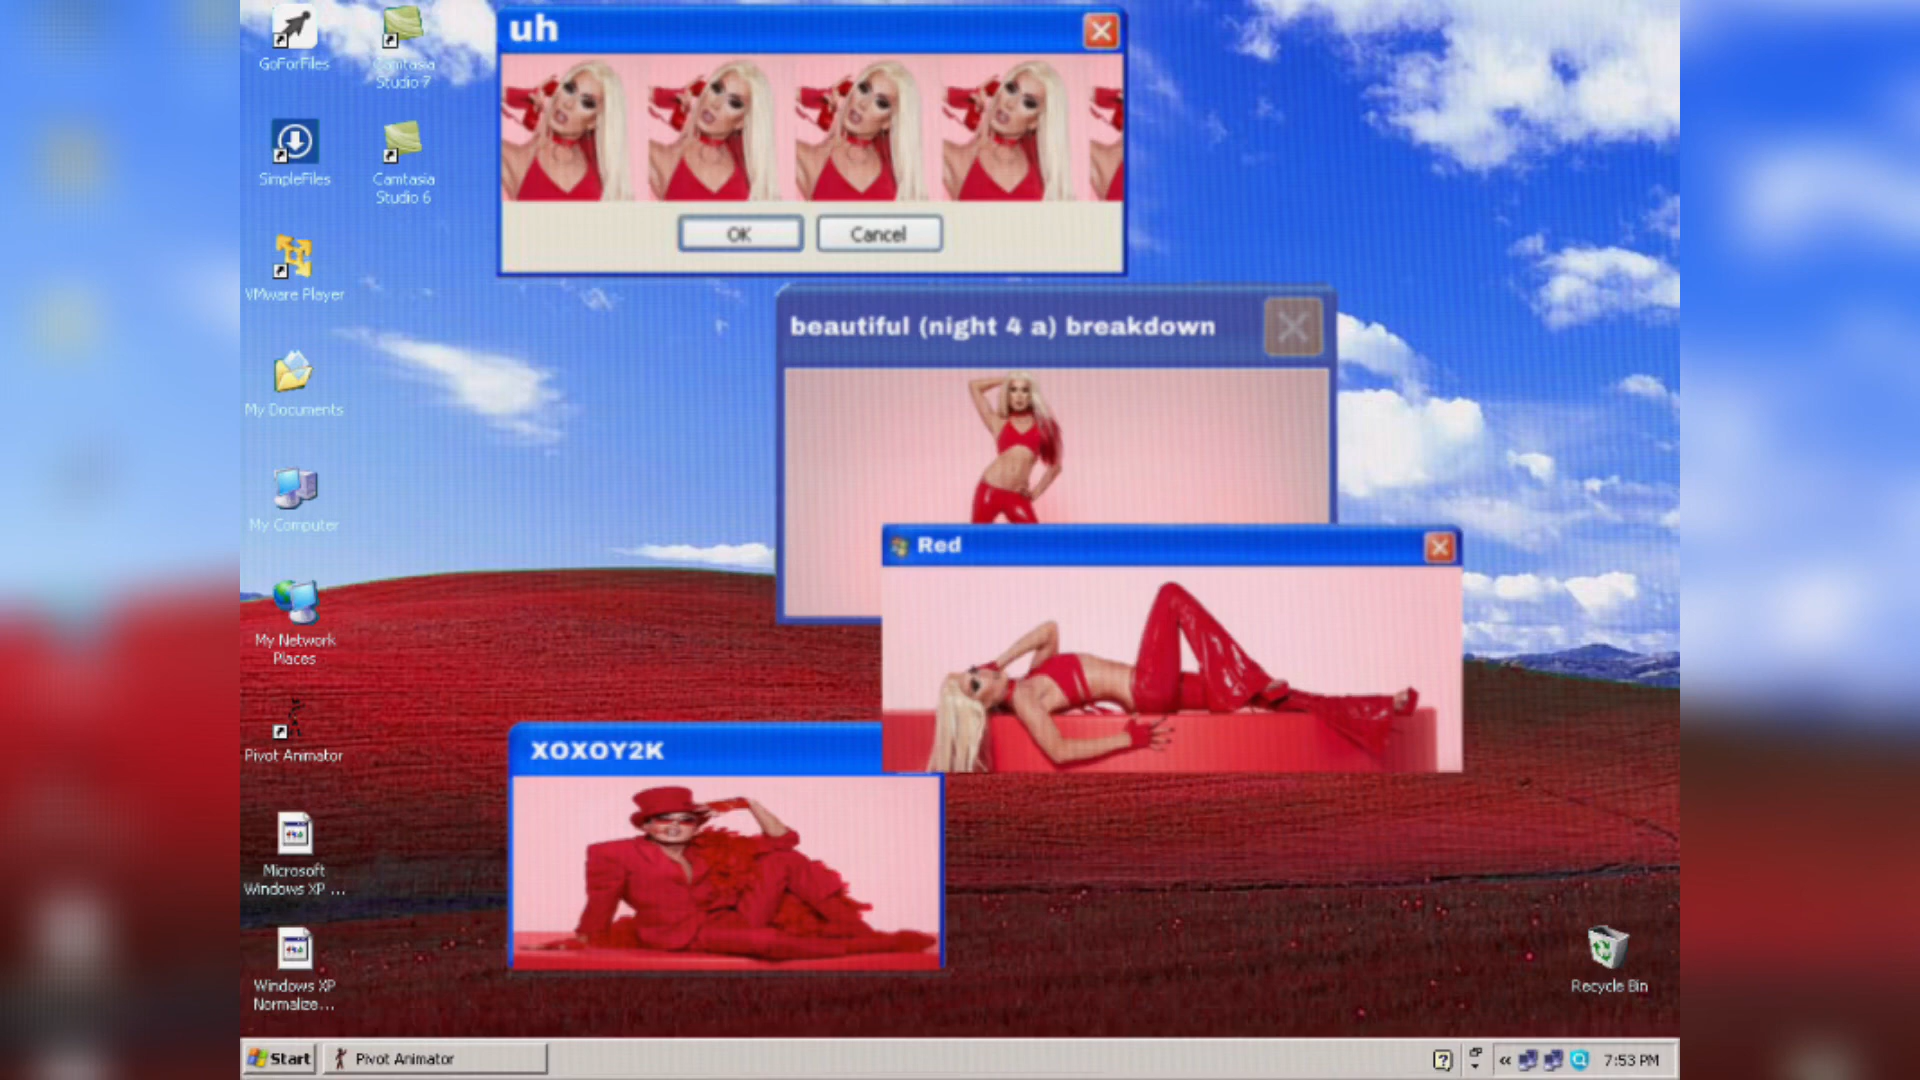 uh
OK
Cancel
beautiful (night 4 a) breakdown
Red
XOXOY2K
GoForFiles
Camtasia
Studio 7
SimpleFiles
Camtasia
Studio 6
VMware Player
My Documents
My Computer
My Network
Places
Pivot Animator
Microsoft
Windows XP ...
Windows XP
Normalize...
Recycle Bin
Start
Pivot Animator
7:53 PM